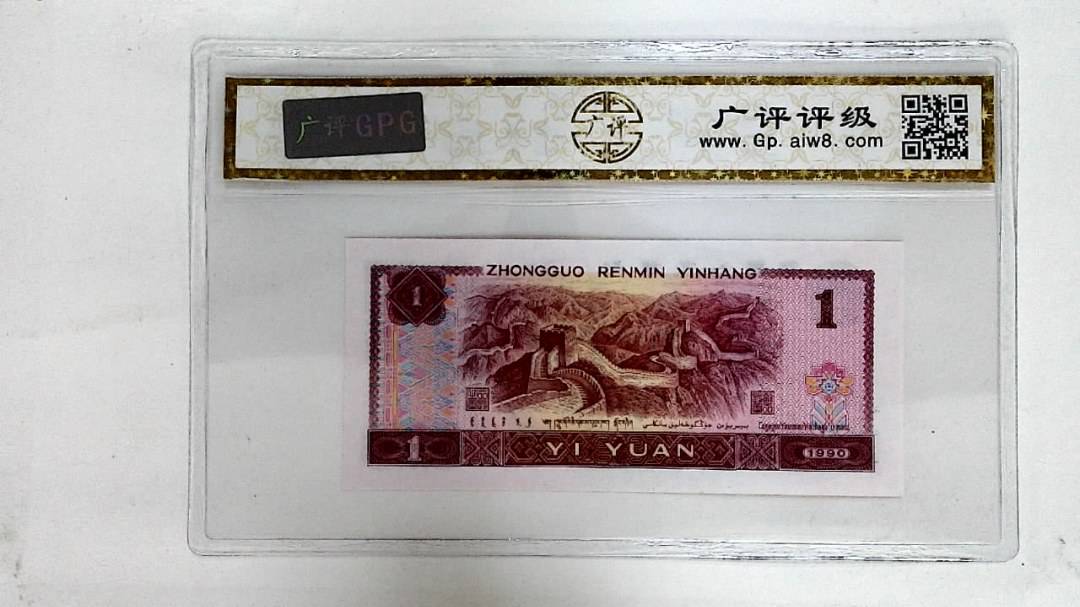 广评GPG
广评
广评评级
www. Gp. aiw8. com
ZHONGGUO RENMIN YINHANG
1
1
1
YI YUAN
1990